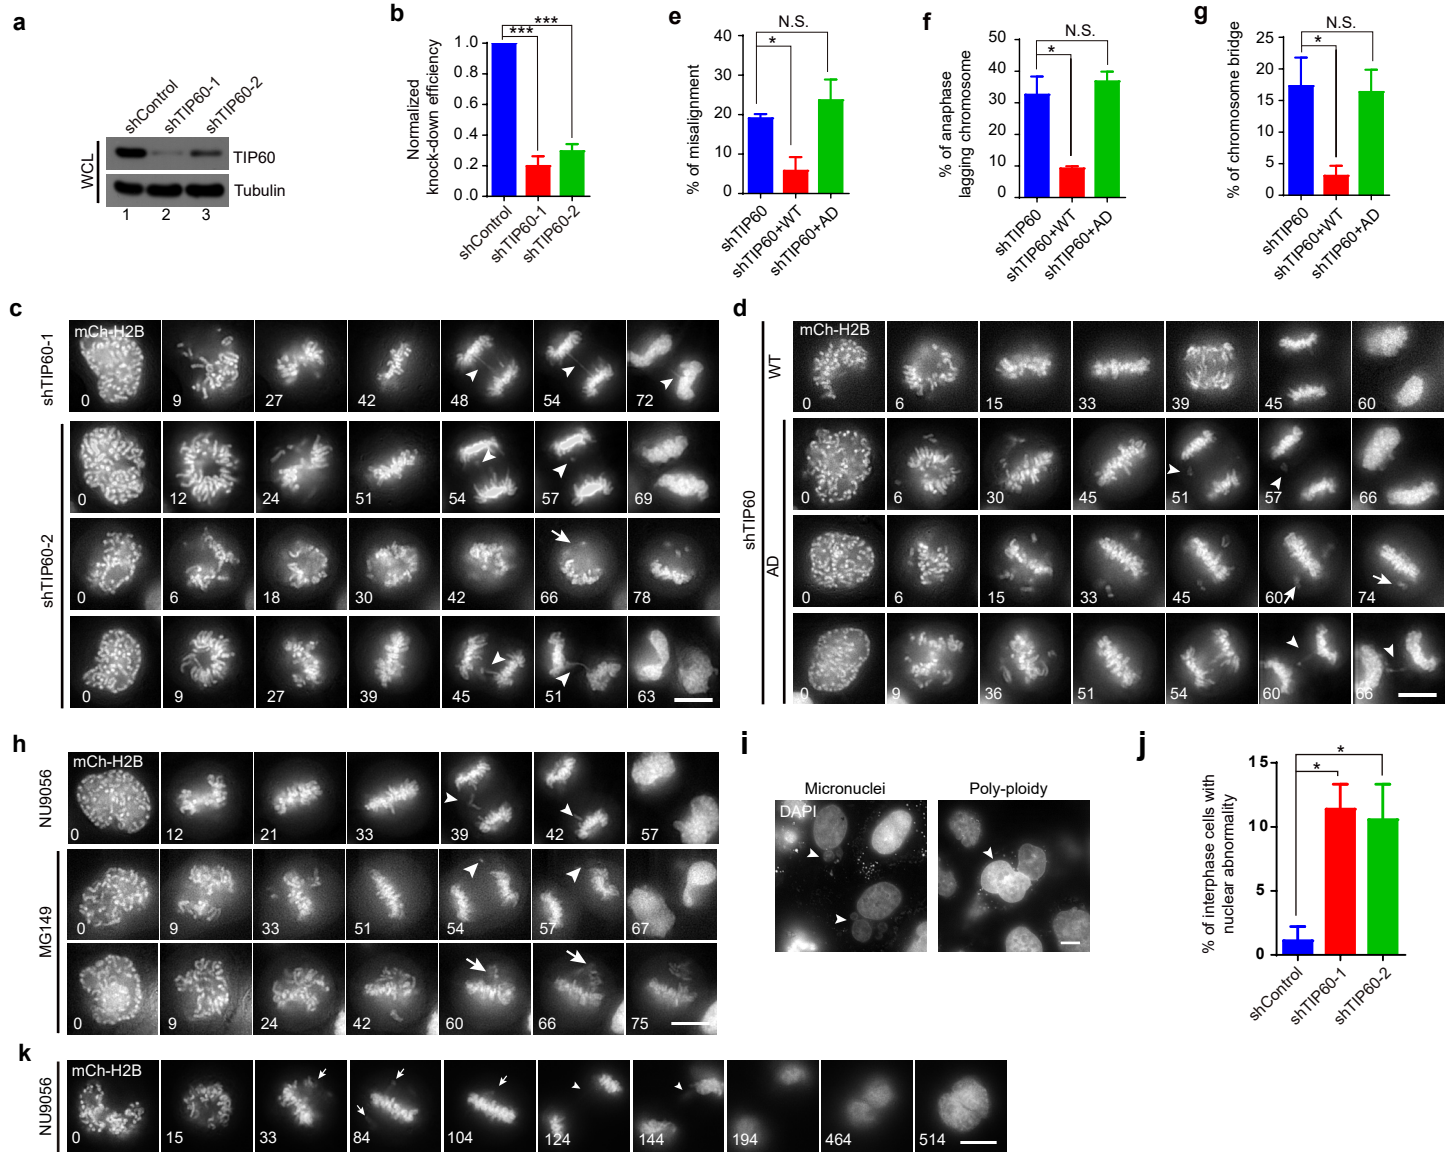 a
shControl
shTIP60-1
shTIP60-2
WCL
TIP60
Tubulin
1 2 3
b
Normalized
knock-down efficiency
1.0
0.8
0.6
0.4
0.2
0.0
***
***
shControl
shTIP60-1
shTIP60-2
e
% of misalignment
40
30
20
10
0
N.S.
*
shTIP60
shTIP60+WT
shTIP60+AD
f
% of anaphase
lagging chromosome
50
40
30
20
10
0
N.S.
*
shTIP60
shTIP60+WT
shTIP60+AD
g
% of chromosome bridge
25
20
15
10
5
0
N.S.
*
shTIP60
shTIP60+WT
shTIP60+AD
c
shTIP60-1
mCh-H2B
0 9 27 42 48 54 72
shTIP60-2
0 12 24 51 54 57 69
0 6 18 30 42 66 78
0 9 27 39 45 51 63
d
shTIP60
WT
mCh-H2B
0 6 15 33 39 45 60
AD
0 6 30 45 51 57 66
0 6 15 33 45 60 74
0 9 36 51 54 60 66
h
NU9056
mCh-H2B
0 12 21 33 39 42 57
MG149
0 9 33 51 54 57 67
0 9 24 42 60 66 75
i
Micronuclei
Poly-ploidy
DAPI
j
% of interphase cells with
nuclear abnormality
15
10
5
0
*
*
shControl
shTIP60-1
shTIP60-2
k
NU9056
mCh-H2B
0 15 33 84 104 124 144 194 464 514